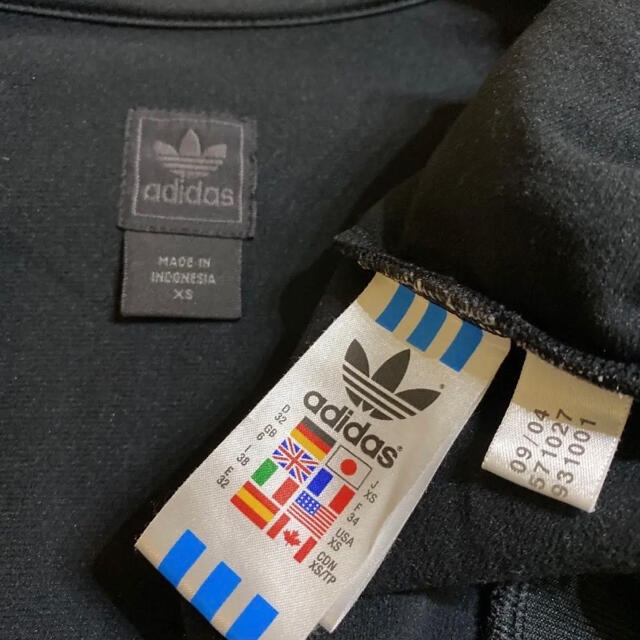 adidas
MADE IN
INDONESIA
XS
adidas
D
32
GB
6
I
38
E
32
J
XS
F
34
USA
XS
CDN
XS/TP
09/04
571027
931001